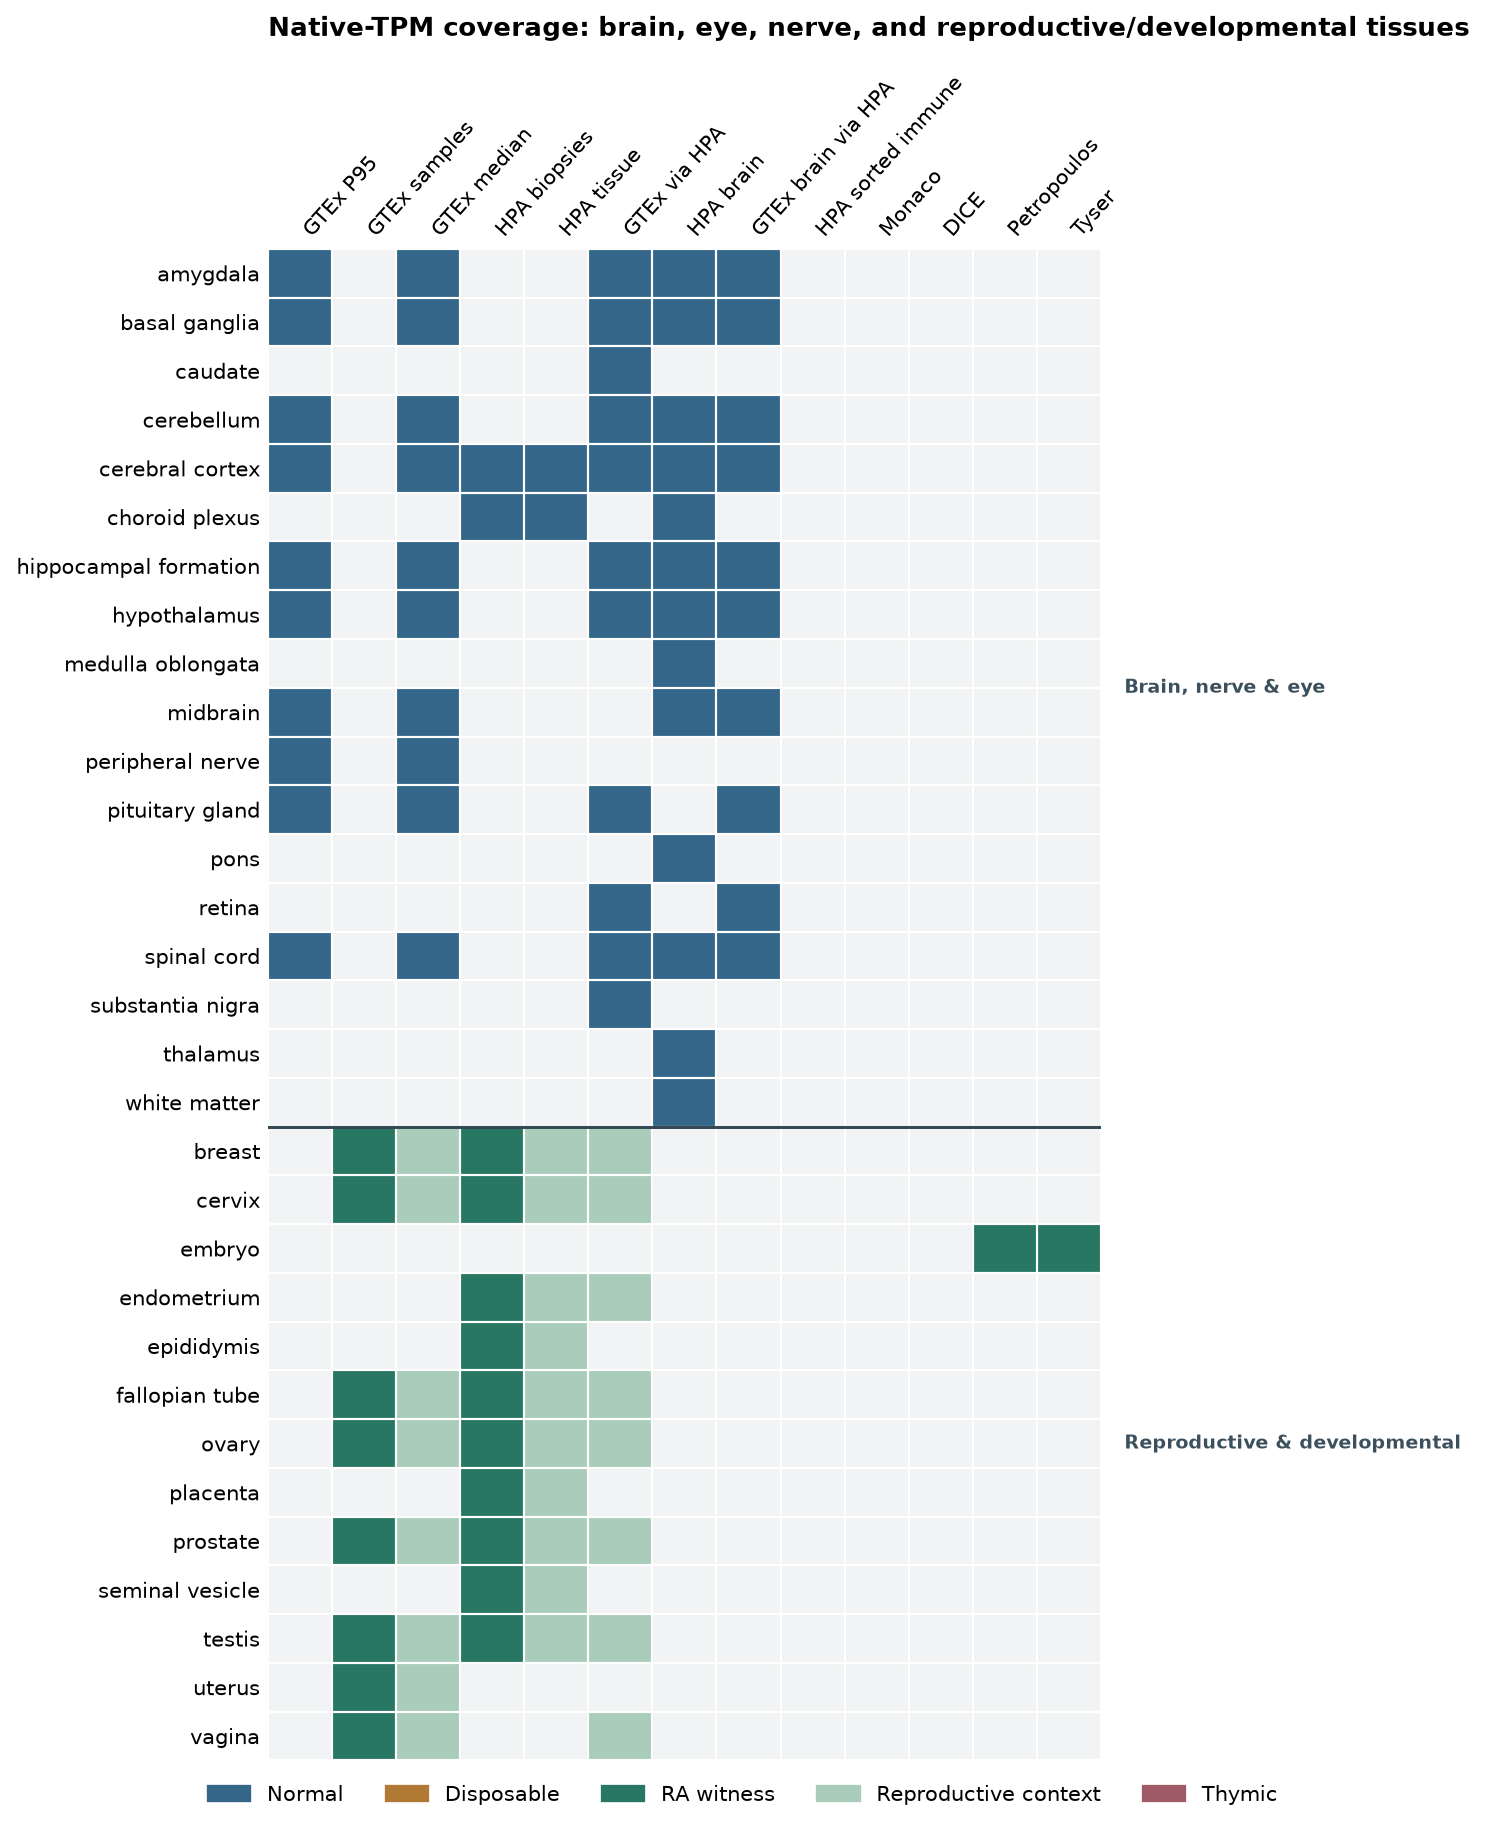 Native-TPM coverage: brain, eye, nerve, and reproductive/developmental tissues
GTEx P95
GTEx samples
GTEx median
HPA biopsies
HPA tissue
GTEx via HPA
HPA brain
GTEx brain via HPA
HPA sorted immune
Monaco
DICE
Petropoulos
Tyser
amygdala
basal ganglia
caudate
cerebellum
cerebral cortex
choroid plexus
hippocampal formation
hypothalamus
medulla oblongata
midbrain
peripheral nerve
pituitary gland
pons
retina
spinal cord
substantia nigra
thalamus
white matter
Brain, nerve & eye
breast
cervix
embryo
endometrium
epididymis
fallopian tube
ovary
placenta
prostate
seminal vesicle
testis
uterus
vagina
Reproductive & developmental
Normal
Disposable
RA witness
Reproductive context
Thymic